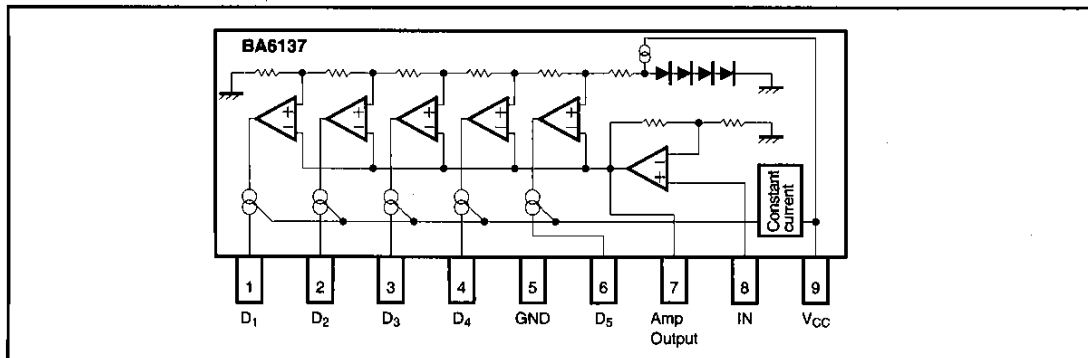 BA6137
Constant
current
1 2 3 4 5 6 7 8 9
D1 D2 D3 D4 GND D5 Amp Output IN VCC